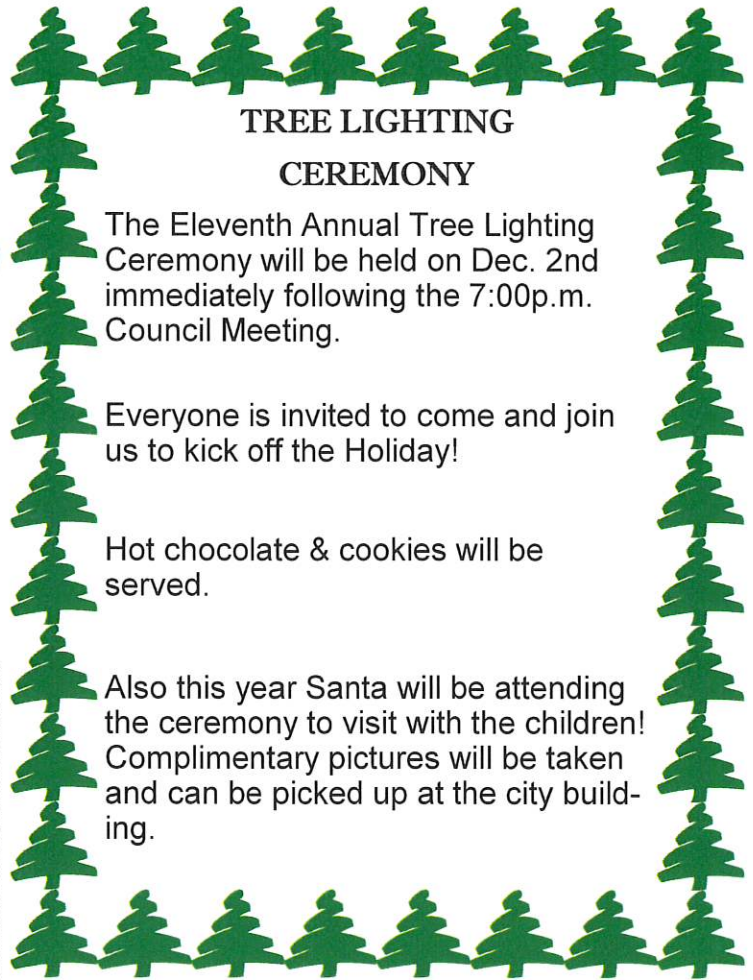 TREE LIGHTING
CEREMONY
The Eleventh Annual Tree Lighting
Ceremony will be held on Dec. 2nd
immediately following the 7:00p.m.
Council Meeting.
Everyone is invited to come and join
us to kick off the Holiday!
Hot chocolate & cookies will be
served.
Also this year Santa will be attending
the ceremony to visit with the children!
Complimentary pictures will be taken
and can be picked up at the city build-
ing.